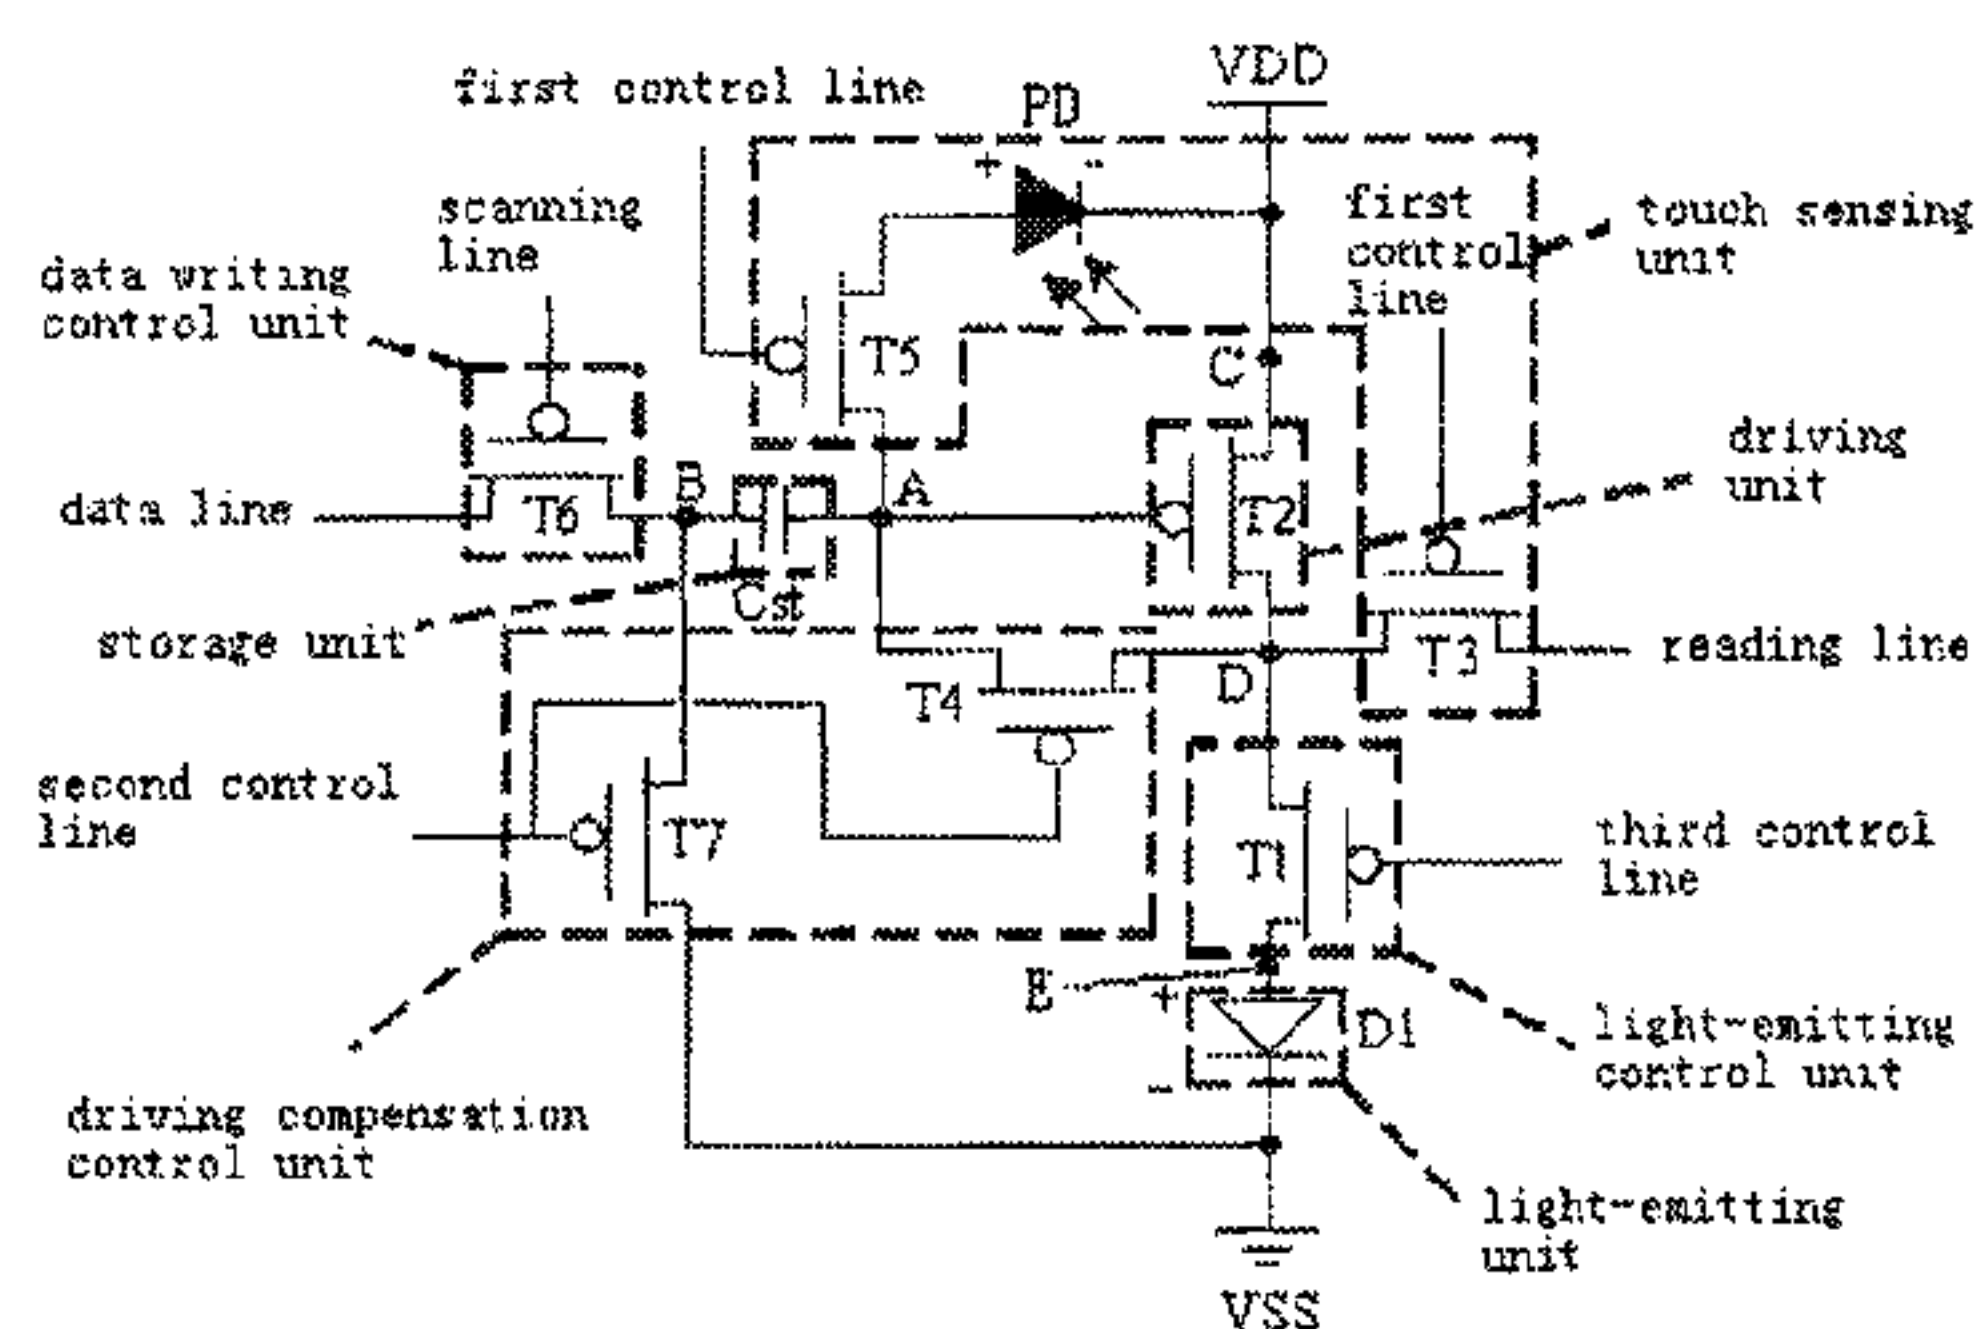 VDD
first control line
PD
+
-
scanning
line
first
control
line
touch sensing
unit
data writing
control unit
T5
C
driving
unit
B
A
data line
T6
T2
Cst
storage unit
T3
reading line
D
T4
second control
line
T7
T1
third control
line
E
+
D1
light-emitting
control unit
-
driving compensation
control unit
light-emitting
unit
VSS